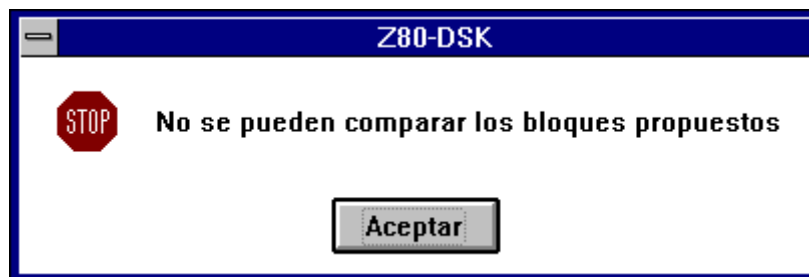 Z80-DSK
STOP
No se pueden comparar los bloques propuestos
Aceptar